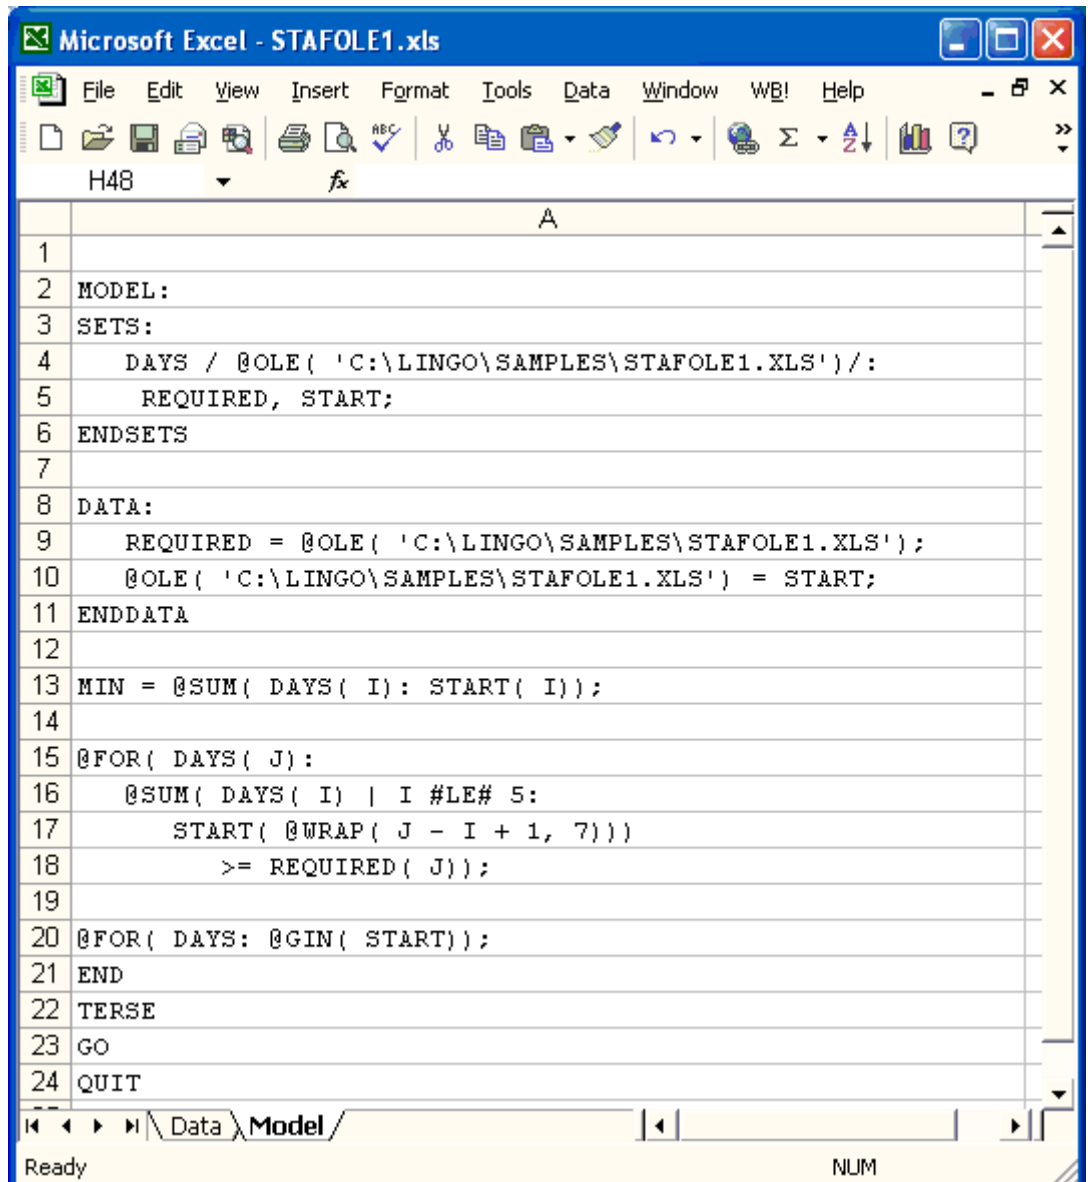 Microsoft Excel - STAFOLE1.xls
File Edit View Insert Format Tools Data Window WB! Help
ABC Σ A Z ?
H48 fx
A
1
2 MODEL:
3 SETS:
4 DAYS / @OLE( 'C:\LINGO\SAMPLES\STAFOLE1.XLS')/:
5 REQUIRED, START;
6 ENDSETS
7
8 DATA:
9 REQUIRED = @OLE( 'C:\LINGO\SAMPLES\STAFOLE1.XLS');
10 @OLE( 'C:\LINGO\SAMPLES\STAFOLE1.XLS') = START;
11 ENDDATA
12
13 MIN = @SUM( DAYS( I): START( I));
14
15 @FOR( DAYS( J):
16 @SUM( DAYS( I) | I #LE# 5:
17 START( @WRAP( J - I + 1, 7)))
18 >= REQUIRED( J));
19
20 @FOR( DAYS: @GIN( START));
21 END
22 TERSE
23 GO
24 QUIT
Data Model
Ready NUM